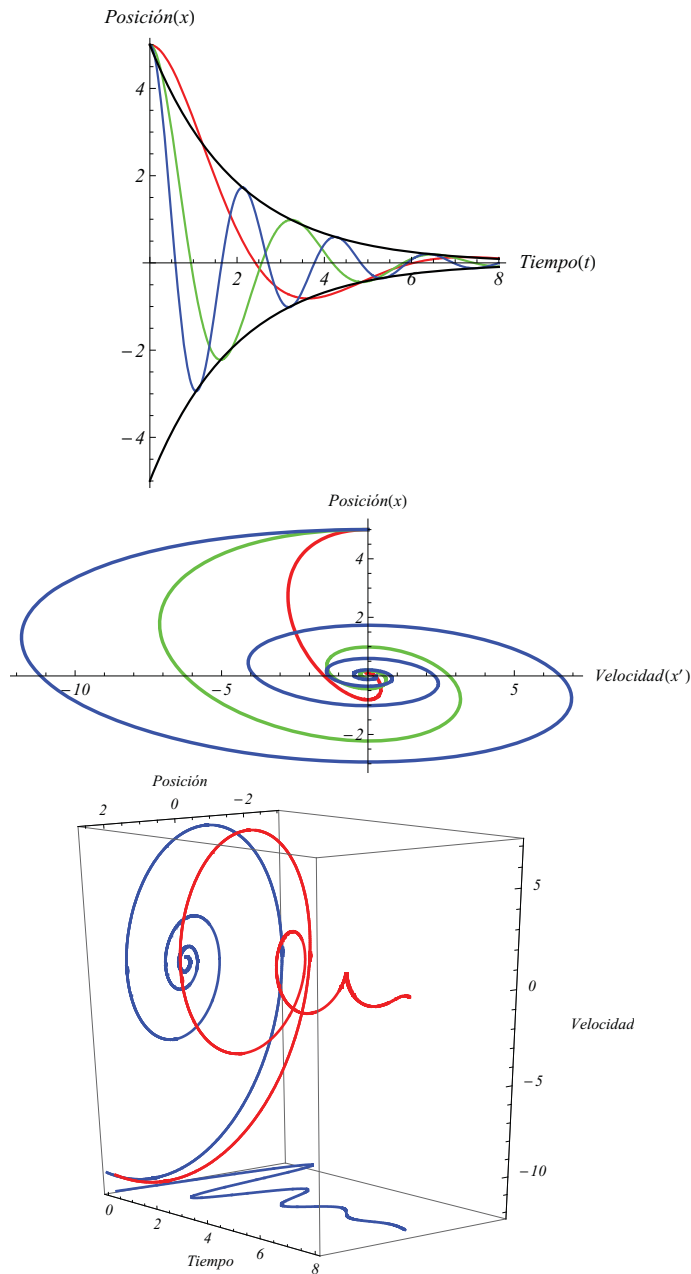 Posición(x)
4
2
2 4 6 8 Tiempo(t)
−2
−4
Posición(x)
4
2
−10 −5 5 Velocidad(x′)
−2
Posición
2 0 −2
5
0
Velocidad
−5
−10
0
2
4
6
8
Tiempo